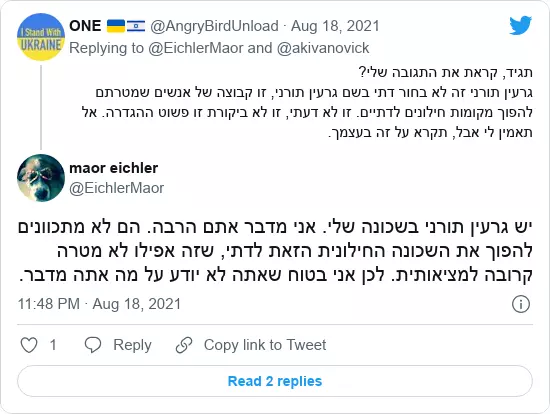 I Stand With
UKRAINE
ONE 🇺🇦🇮🇱 @AngryBirdUnload · Aug 18, 2021
Replying to @EichlerMaor and @akivanovick
תגיד, קראת את התגובה שלי?
גרעין תורני זה לא בחור דתי בשם גרעין תורני, זו קבוצה של אנשים שמטרתם
להפוך מקומות חילונים לדתיים. זו לא דעתי, זו לא ביקורת זו פשוט ההגדרה. אל
תאמין לי אבל, תקרא על זה בעצמך.
maor eichler
@EichlerMaor
יש גרעין תורני בשכונה שלי. אני מדבר אתם הרבה. הם לא מתכוונים
להפוך את השכונה החילונית הזאת לדתי, שזה אפילו לא מטרה
קרובה למציאותית. לכן אני בטוח שאתה לא יודע על מה אתה מדבר.
11:48 PM · Aug 18, 2021
1 Reply Copy link to Tweet
Read 2 replies